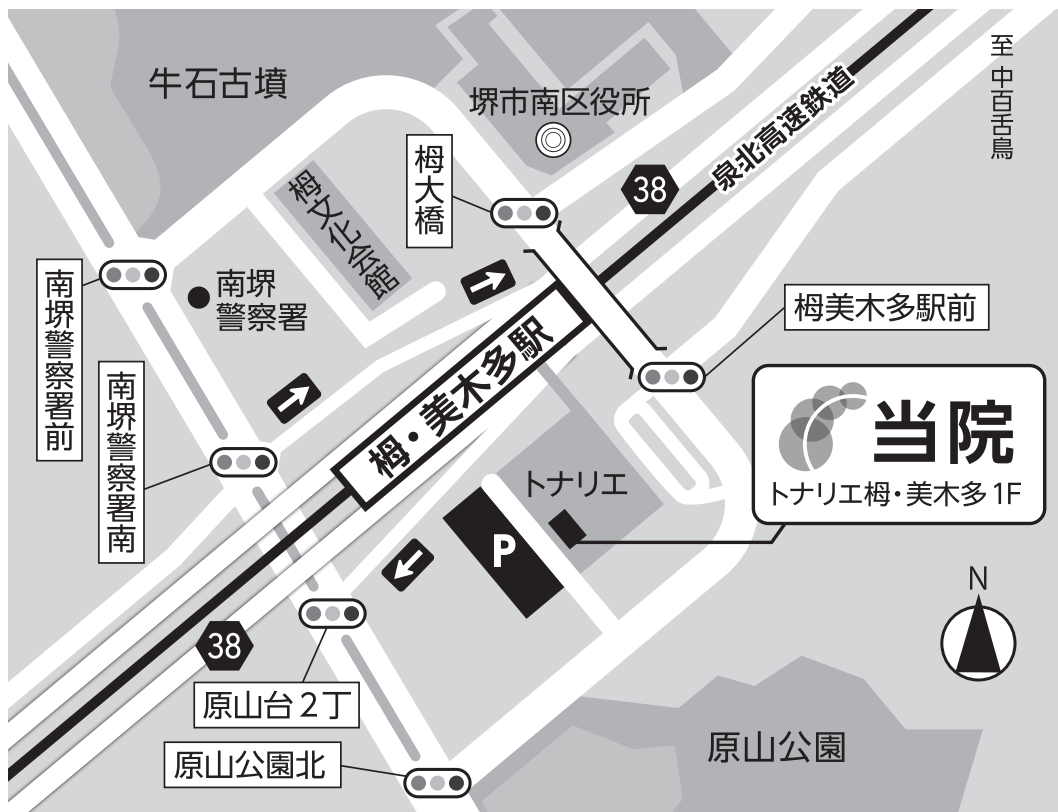 牛石古墳
堺市南区役所
至 中百舌鳥
泉北高速鉄道
38
栂大橋
栂文化会館
南堺警察署前
南堺
警察署
栂美木多駅前
南堺警察署南
栂・美木多駅
当院
トナリエ栂・美木多1F
トナリエ
P
N
38
原山台2丁
原山公園北
原山公園